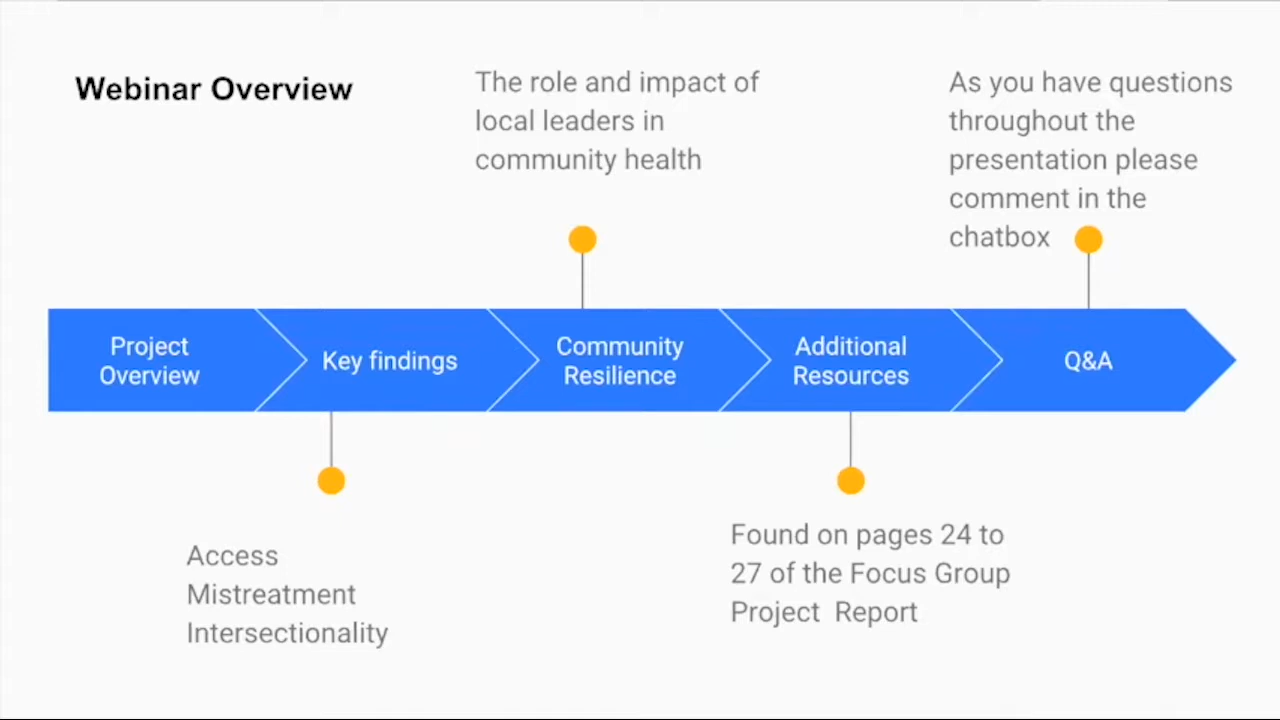 Webinar Overview
The role and impact of
local leaders in
community health
As you have questions
throughout the
presentation please
comment in the
chatbox
Project
Overview
Key findings
Community
Resilience
Additional
Resources
Q&A
Access
Mistreatment
Intersectionality
Found on pages 24 to
27 of the Focus Group
Project  Report